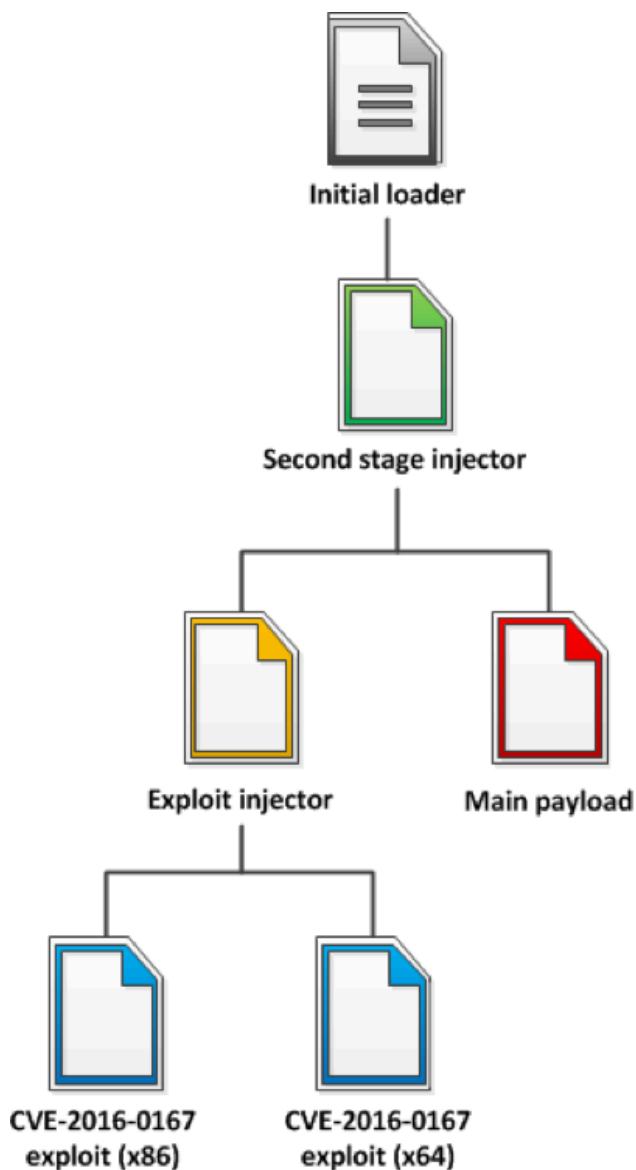 Initial loader
Second stage injector
Exploit injector
Main payload
CVE-2016-0167
exploit (x86)
CVE-2016-0167
exploit (x64)